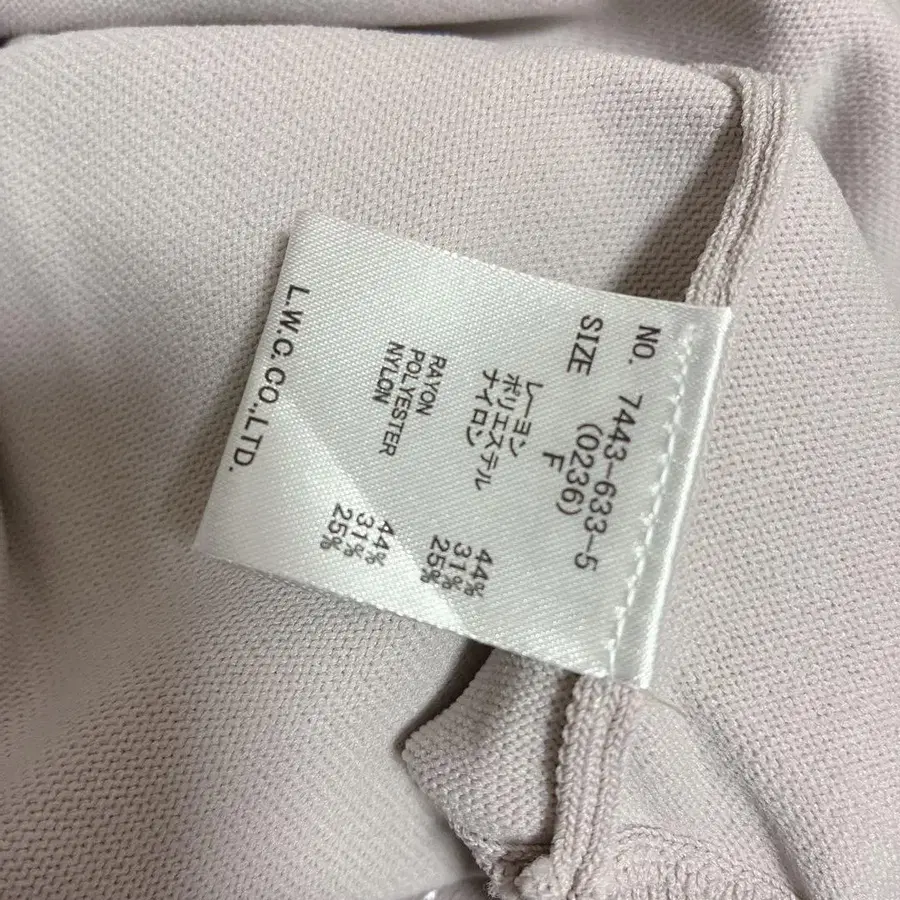 NO. 7443-633-5
(0236)
SIZE F
レーヨン 44%
ポリエステル 31%
ナイロン 25%
RAYON 44%
POLYESTER 31%
NYLON 25%
L.W.C.CO.,LTD.